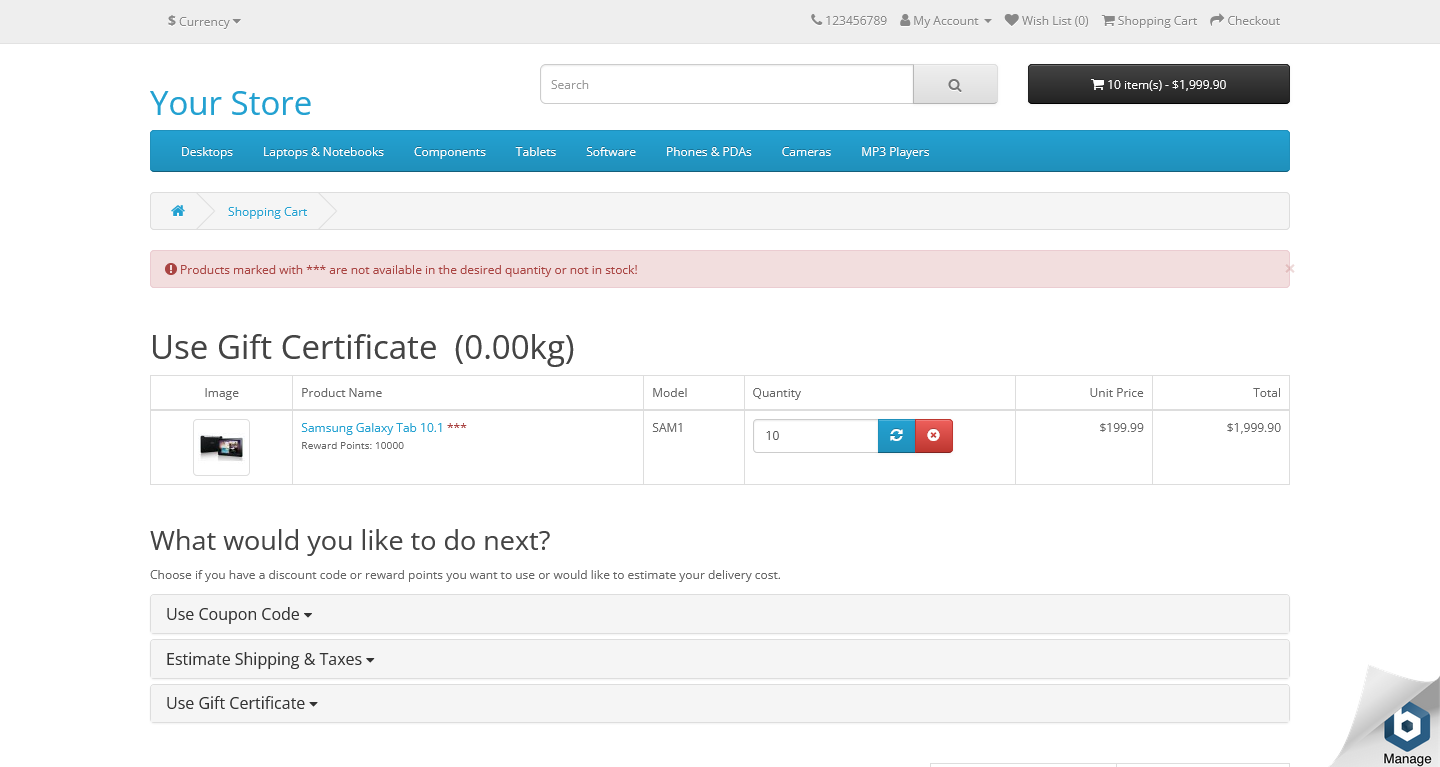 $ Currency
123456789 My Account Wish List (0) Shopping Cart Checkout
Your Store
Search
10 item(s) - $1,999.90
Desktops Laptops & Notebooks Components Tablets Software Phones & PDAs Cameras MP3 Players
Shopping Cart
Products marked with *** are not available in the desired quantity or not in stock!
×
Use Gift Certificate (0.00kg)
Image Product Name Model Quantity Unit Price Total
Samsung Galaxy Tab 10.1 *** SAM1 10 $199.99 $1,999.90
Reward Points: 10000
What would you like to do next?
Choose if you have a discount code or reward points you want to use or would like to estimate your delivery cost.
Use Coupon Code
Estimate Shipping & Taxes
Use Gift Certificate
Manage